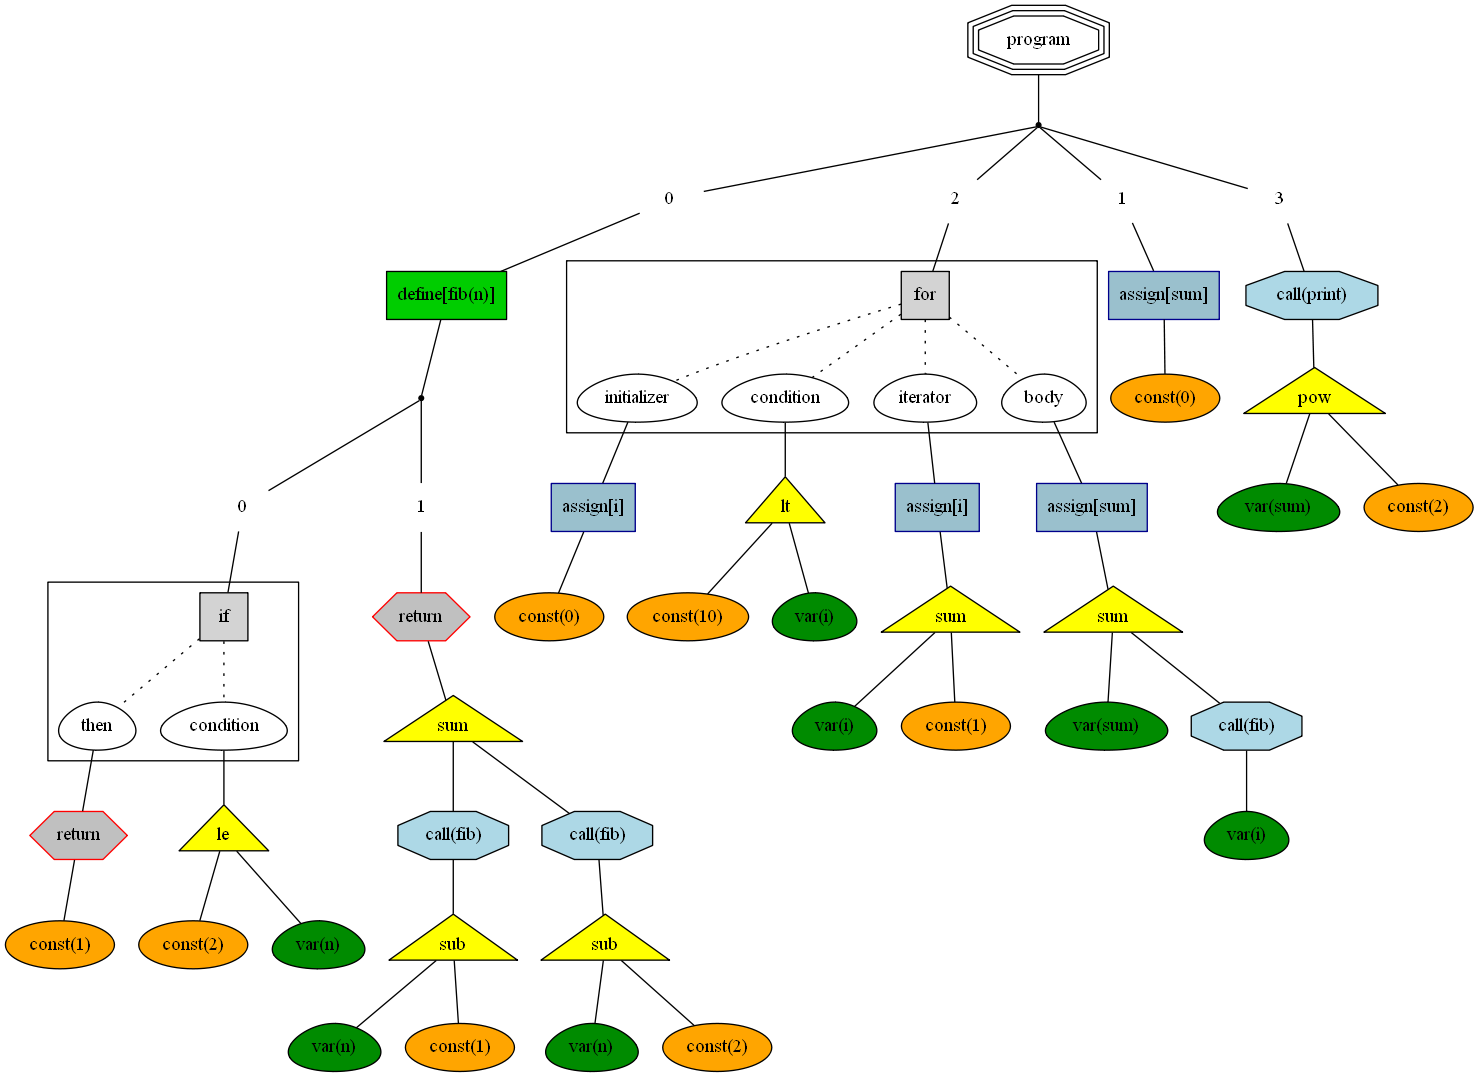 program
0
2
1
3
define[fib(n)]
for
assign[sum]
call(print)
initializer
condition
iterator
body
const(0)
pow
0
1
assign[i]
lt
assign[i]
assign[sum]
var(sum)
const(2)
if
return
const(0)
const(10)
var(i)
sum
sum
then
condition
sum
var(i)
const(1)
var(sum)
call(fib)
return
le
call(fib)
call(fib)
var(i)
const(1)
const(2)
var(n)
sub
sub
var(n)
const(1)
var(n)
const(2)